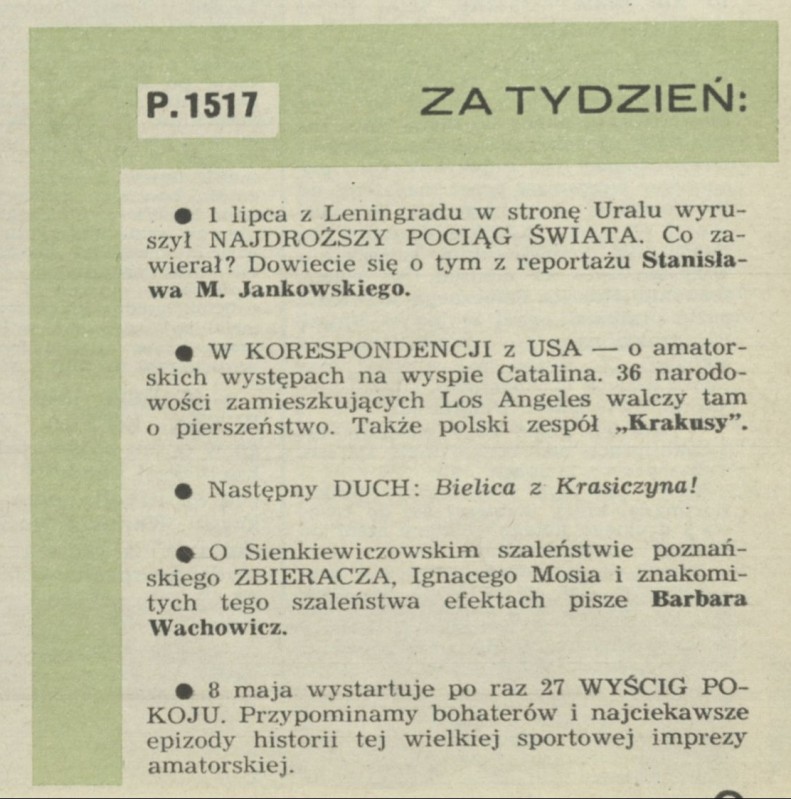 P.1517
ZA TYDZIEŃ:
● 1 lipca z Leningradu w stronę Uralu wyru-
szył NAJDROŻSZY POCIĄG ŚWIATA. Co za-
wierał? Dowiecie się o tym z reportażu Stanisła-
wa M. Jankowskiego.
● W KORESPONDENCJI z USA — o amator-
skich występach na wyspie Catalina. 36 narodo-
wości zamieszkujących Los Angeles walczy tam
o pierszeństwo. Także polski zespół „Krakusy”.
● Następny DUCH: Bielica z Krasiczyna!
● O Sienkiewiczowskim szaleństwie poznań-
skiego ZBIERACZA, Ignacego Mosia i znakomi-
tych tego szaleństwa efektach pisze Barbara
Wachowicz.
● 8 maja wystartuje po raz 27 WYŚCIG PO-
KOJU. Przypominamy bohaterów i najciekawsze
epizody historii tej wielkiej sportowej imprezy
amatorskiej.